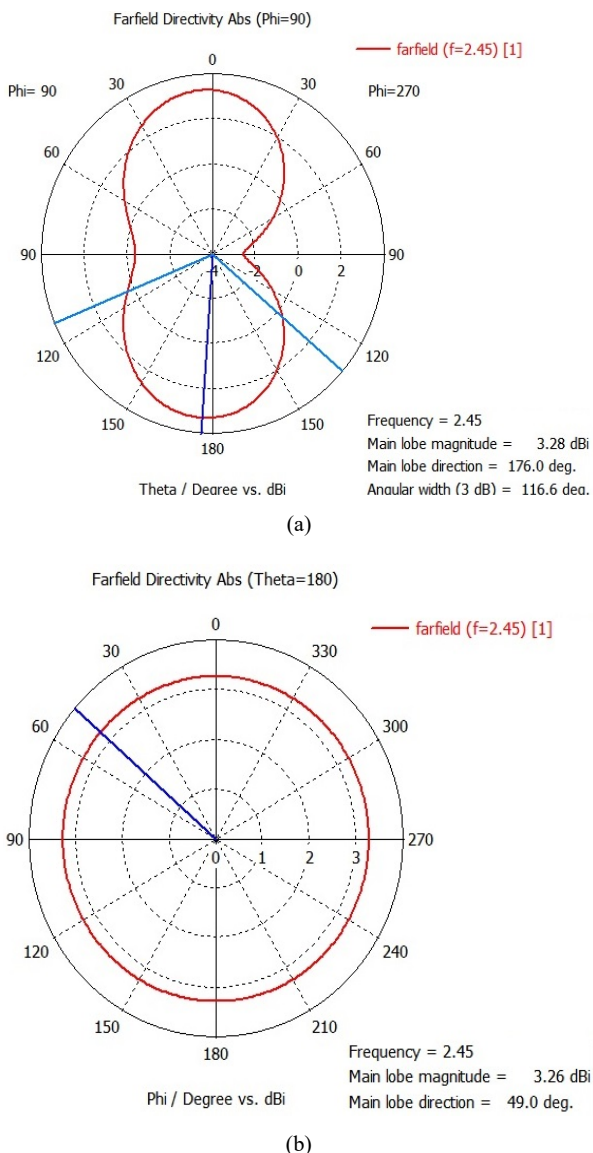 Farfield Directivity Abs (Phi=90)
farfield (f=2.45) [1]
0
30
30
Phi= 90
Phi=270
60
60
90
-4
-2
0
2
90
120
120
150
150
180
Frequency = 2.45
Main lobe magnitude = 3.28 dBi
Main lobe direction = 176.0 deg.
Angular width (3 dB) = 116.6 deg.
Theta / Degree vs. dBi
(a)
Farfield Directivity Abs (Theta=180)
farfield (f=2.45) [1]
0
30
330
60
300
90
0
1
2
3
270
120
240
150
210
180
Frequency = 2.45
Main lobe magnitude = 3.26 dBi
Main lobe direction = 49.0 deg.
Phi / Degree vs. dBi
(b)